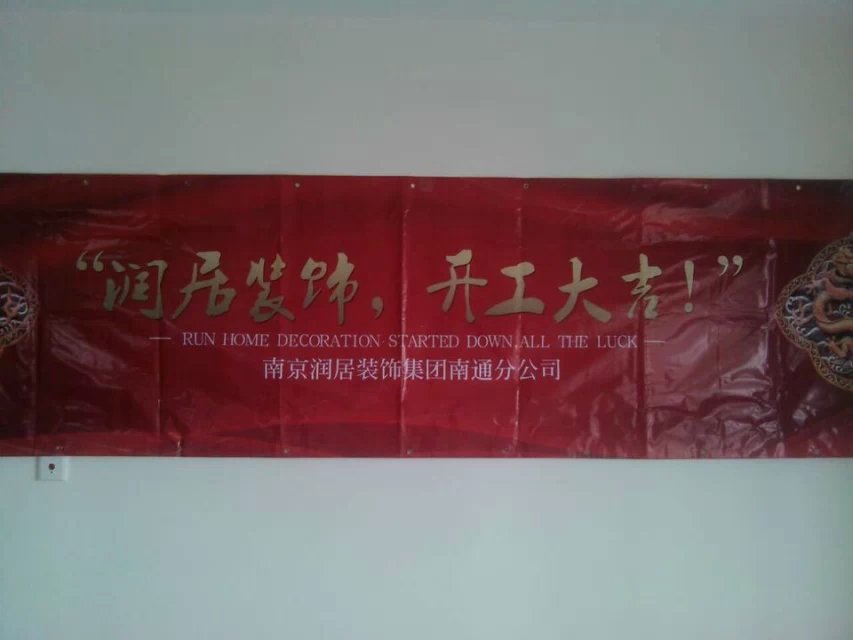 “润居装饰，开工大吉！”
— RUN HOME DECORATION STARTED DOWN,ALL THE LUCK —
南京润居装饰集团南通分公司